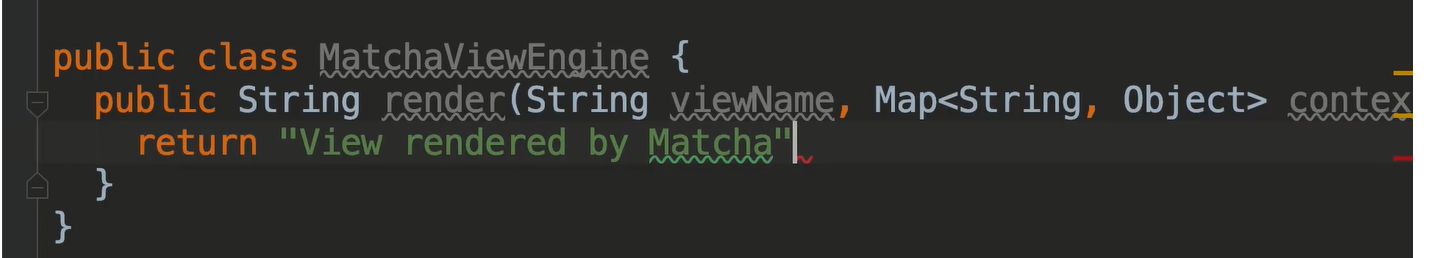 public class MatchaViewEngine {
public String render(String viewName, Map<String, Object> contex
return "View rendered by Matcha"
}
}